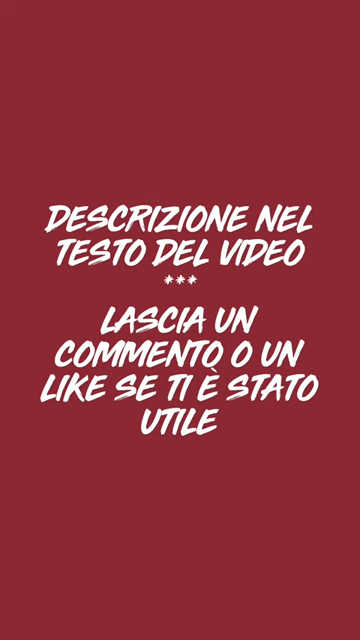 DESCRIZIONE NEL
TESTO DEL VIDEO
***
LASCIA UN
COMMENTO O UN
LIKE SE TI È STATO
UTILE